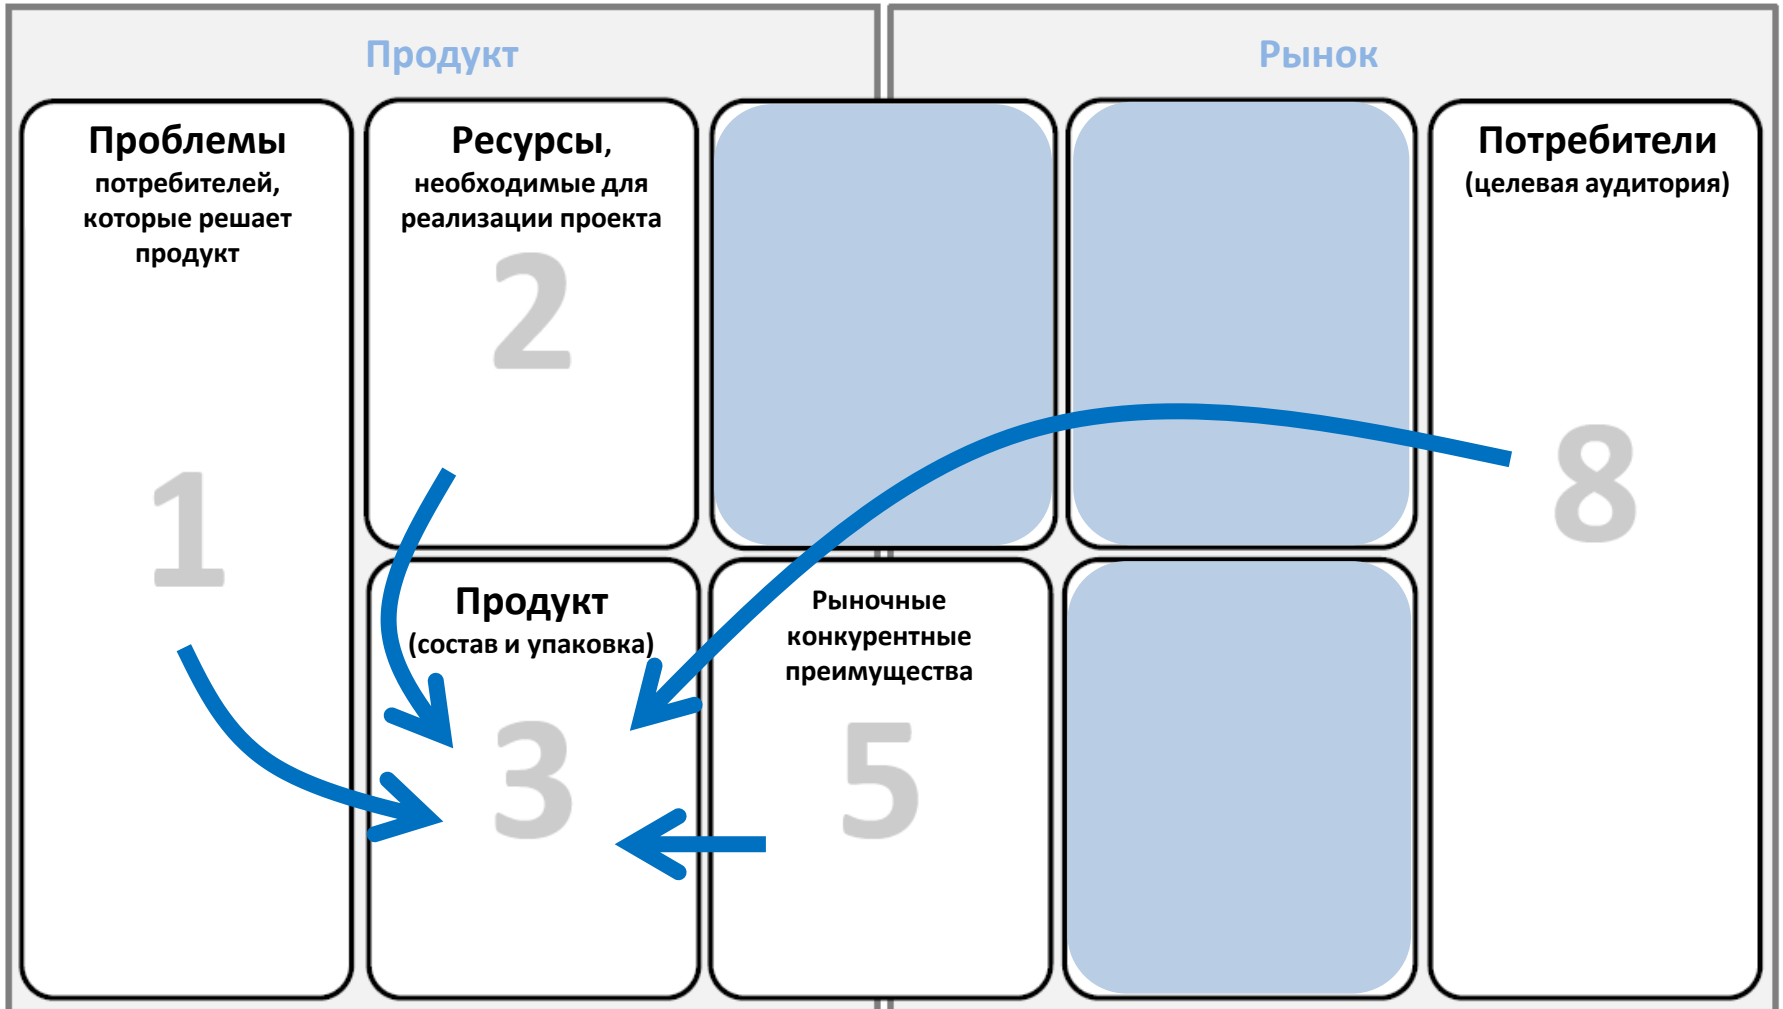 Продукт
Рынок
Проблемы
потребителей,
которые решает
продукт
1
Ресурсы,
необходимые для
реализации проекта
2
Продукт
(состав и упаковка)
3
Рыночные
конкурентные
преимущества
5
Потребители
(целевая аудитория)
8